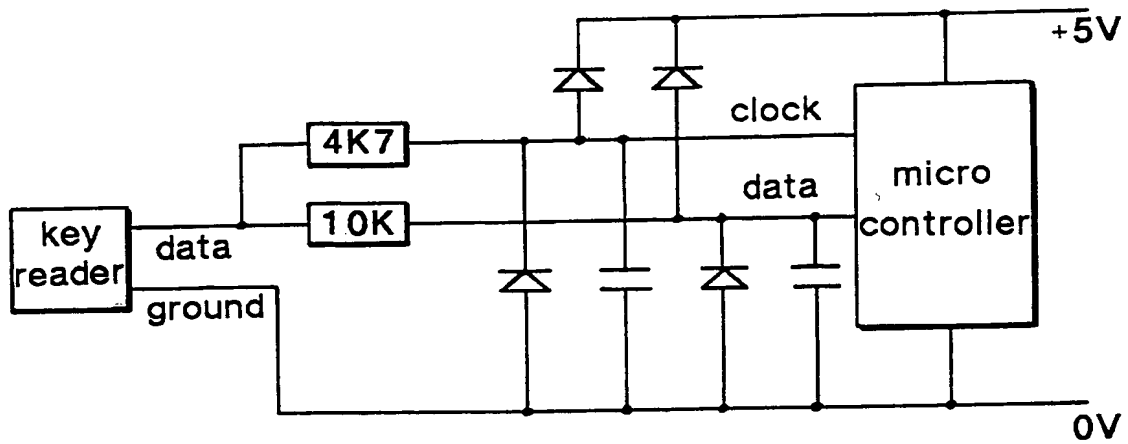 +5V
clock
4K7
data
micro
controller
10K
key
reader
data
ground
0V